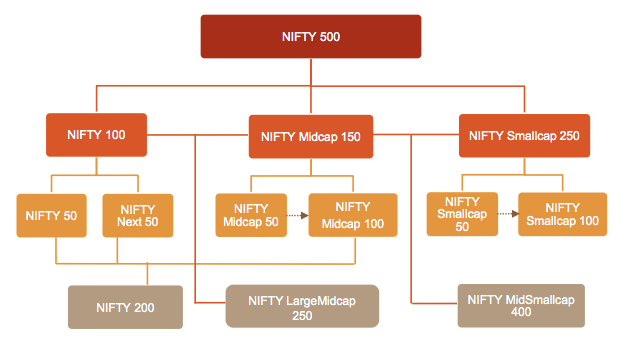 NIFTY 500
NIFTY 100
NIFTY Midcap 150
NIFTY Smallcap 250
NIFTY 50
NIFTY
Next 50
NIFTY
Midcap 50
NIFTY
Midcap 100
NIFTY
Smallcap
50
NIFTY
Smallcap 100
NIFTY 200
NIFTY LargeMidcap
250
NIFTY MidSmallcap
400